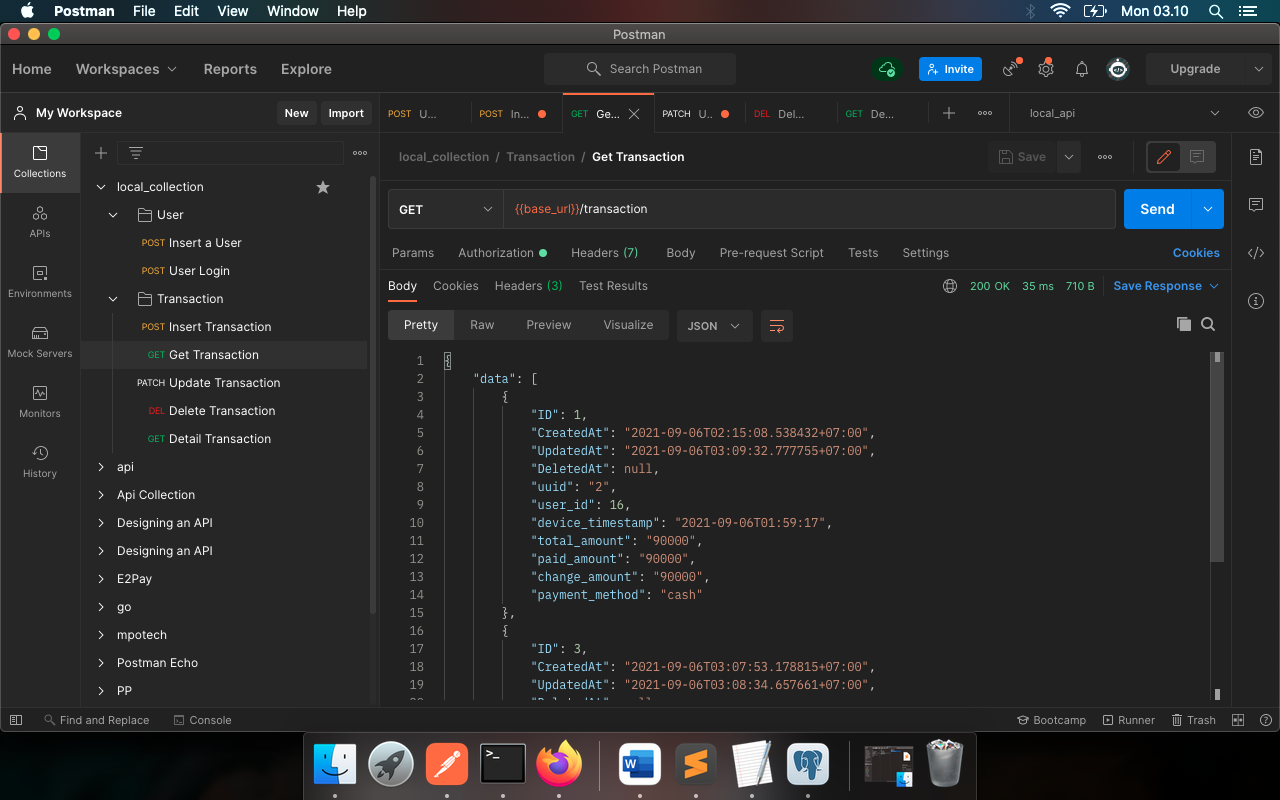 Postman File Edit View Window Help Mon 03.10
Postman
Home Workspaces Reports Explore Search Postman Invite Upgrade
My Workspace New Import
POST U... POST In... GET Ge... PATCH U.. DEL Del... GET De... local_api
Collections
APIs
Environments
Mock Servers
Monitors
History
local_collection
User
POST Insert a User
POST User Login
Transaction
POST Insert Transaction
GET Get Transaction
PATCH Update Transaction
DEL Delete Transaction
GET Detail Transaction
api
Api Collection
Designing an API
Designing an API
E2Pay
go
mpotech
Postman Echo
PP
local_collection / Transaction / Get Transaction Save
GET {{base_url}}/transaction Send
Params Authorization Headers (7) Body Pre-request Script Tests Settings Cookies
Body Cookies Headers (3) Test Results 200 OK 35 ms 710 B Save Response
Pretty Raw Preview Visualize JSON
1 {
2 "data": [
3 {
4 "ID": 1,
5 "CreatedAt": "2021-09-06T02:15:08.538432+07:00",
6 "UpdatedAt": "2021-09-06T03:09:32.777755+07:00",
7 "DeletedAt": null,
8 "uuid": "2",
9 "user_id": 16,
10 "device_timestamp": "2021-09-06T01:59:17",
11 "total_amount": "90000",
12 "paid_amount": "90000",
13 "change_amount": "90000",
14 "payment_method": "cash"
15 },
16 {
17 "ID": 3,
18 "CreatedAt": "2021-09-06T03:07:53.178815+07:00",
19 "UpdatedAt": "2021-09-06T03:08:34.657661+07:00",
Find and Replace Console Bootcamp Runner Trash